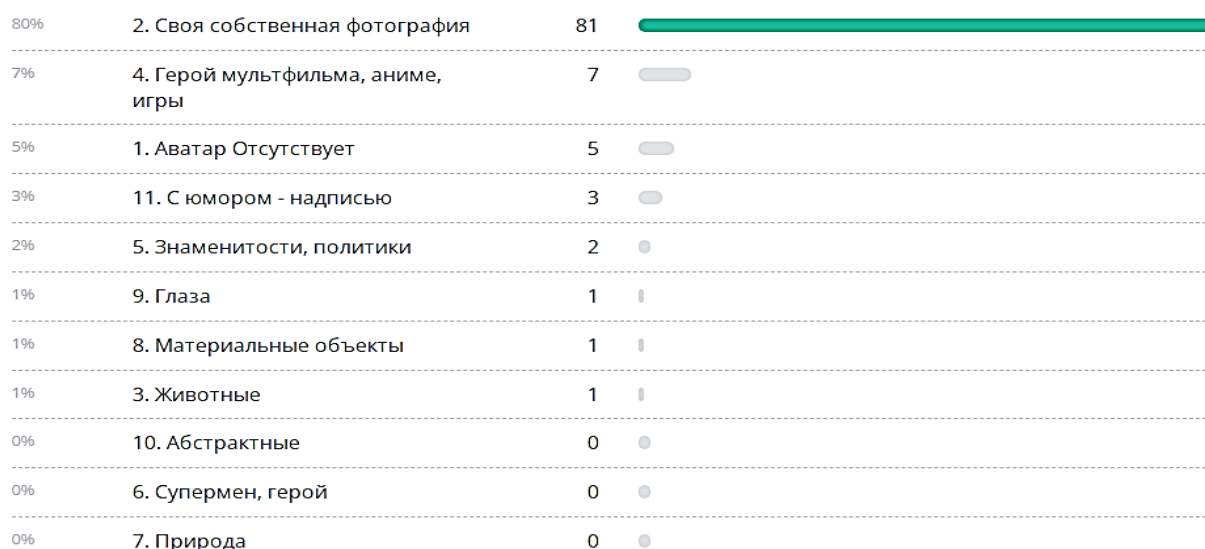 80% 2. Своя собственная фотография 81
7% 4. Герой мультфильма, аниме, 7
игры
5% 1. Аватар Отсутствует 5
3% 11. С юмором - надписью 3
2% 5. Знаменитости, политики 2
1% 9. Глаза 1
1% 8. Материальные объекты 1
1% 3. Животные 1
0% 10. Абстрактные 0
0% 6. Супермен, герой 0
0% 7. Природа 0